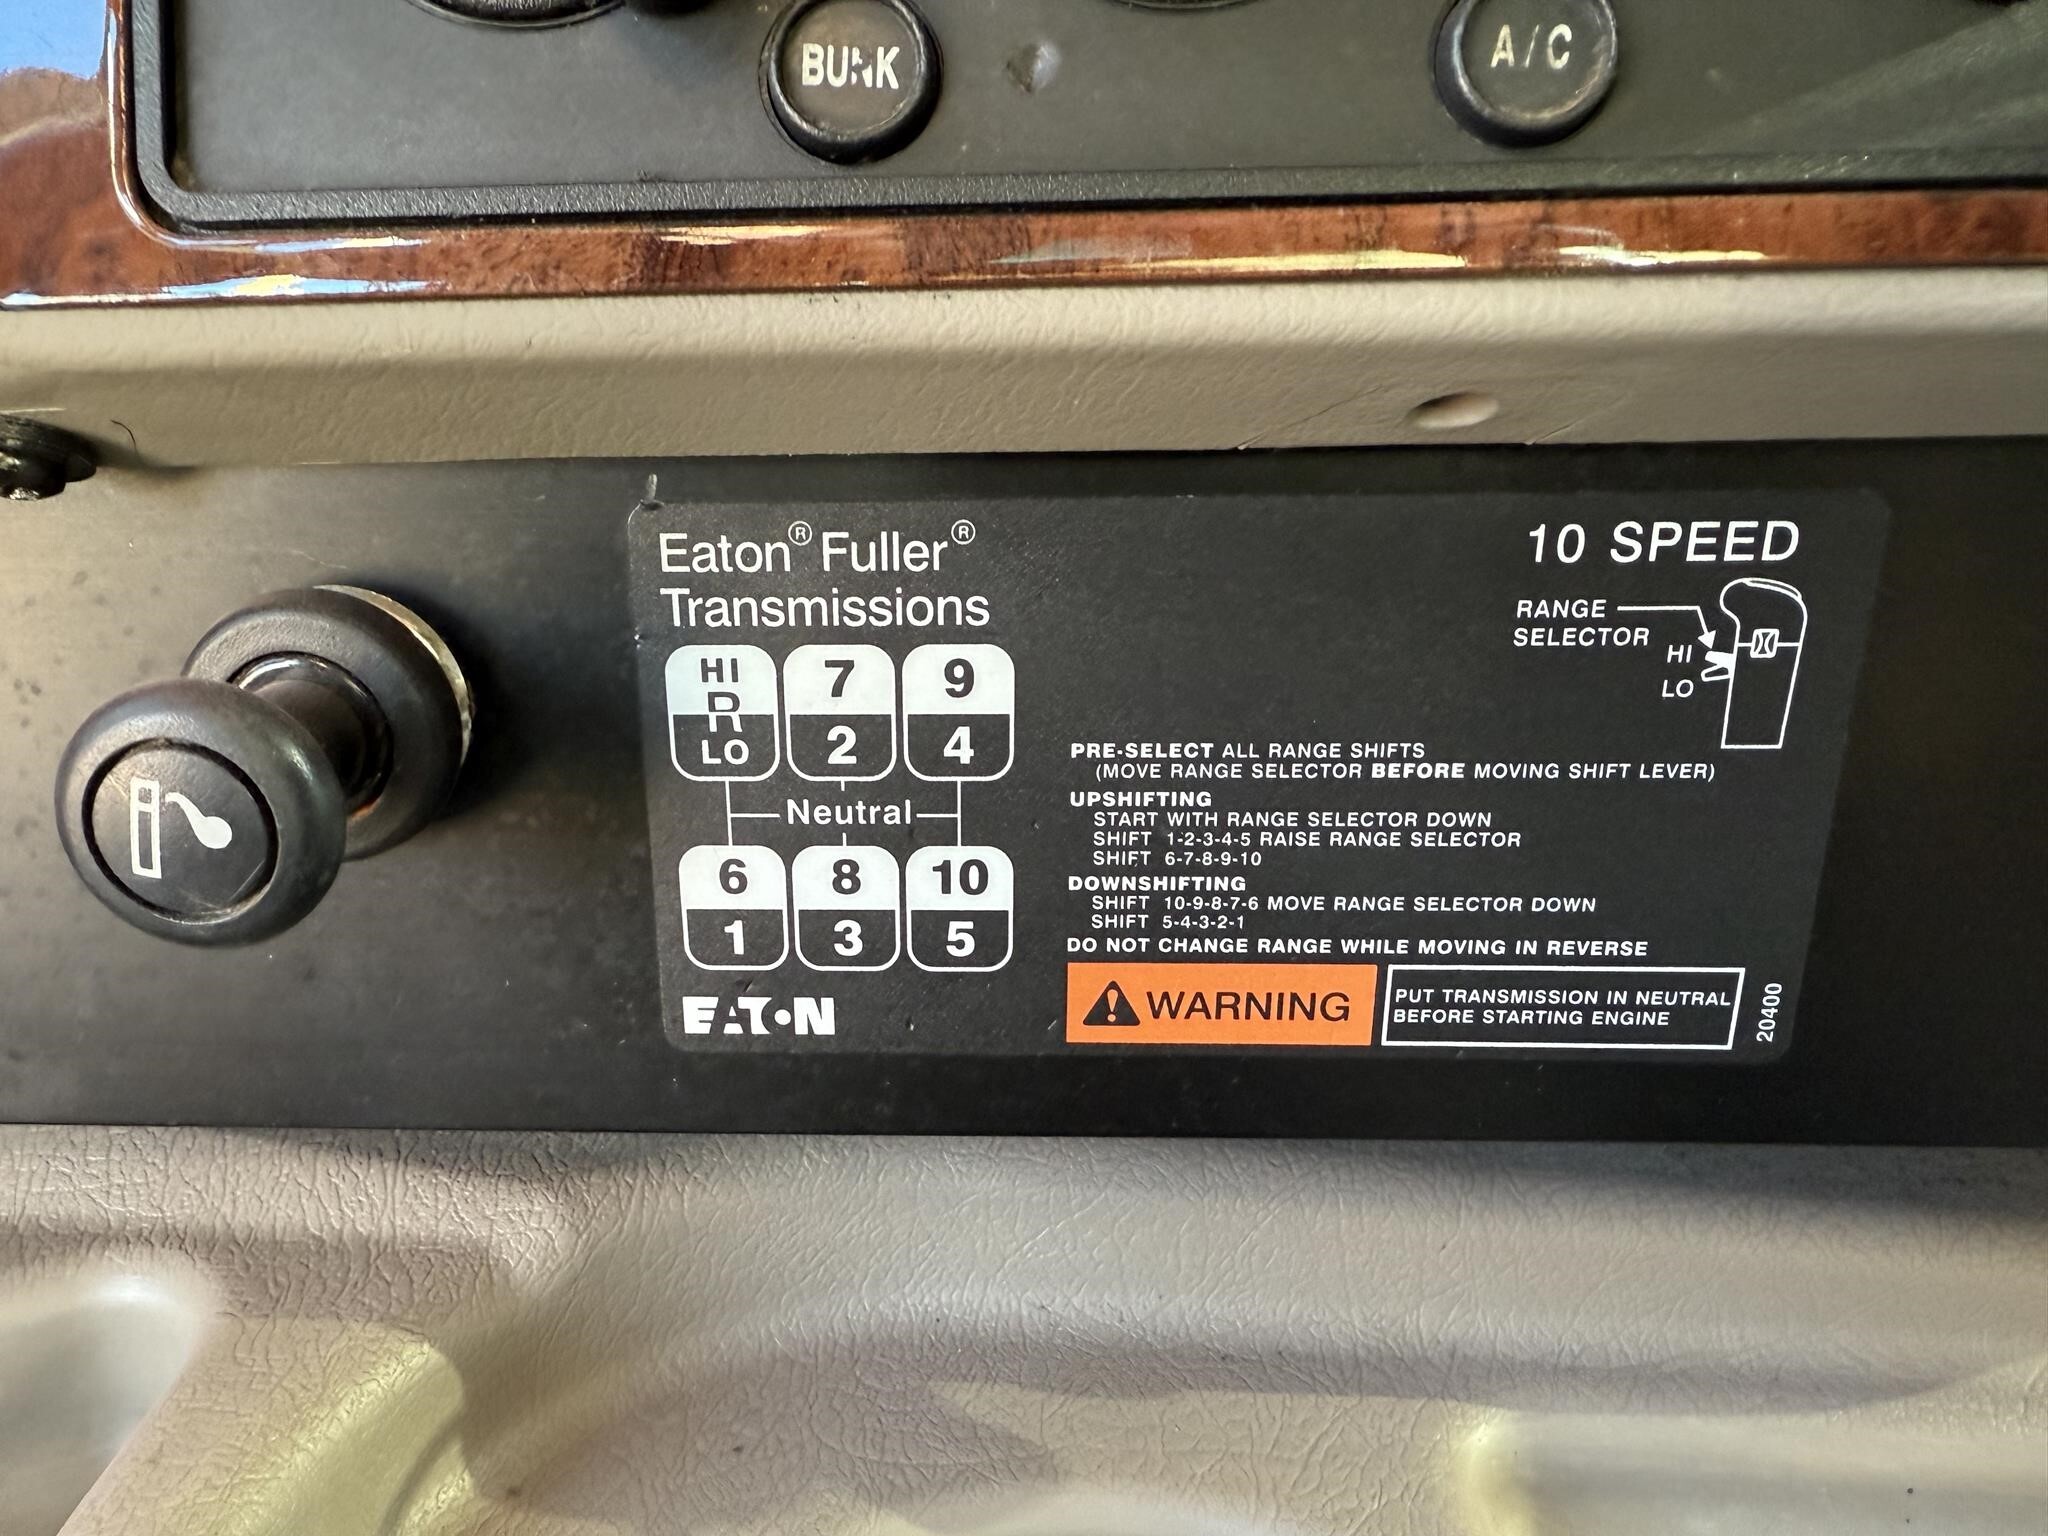 BUNK
A/C
Eaton® Fuller®
Transmissions
10 SPEED
RANGE
SELECTOR
HI
LO
HI 7 9
R
LO 2 4
Neutral
6 8 10
1 3 5
EATON
PRE-SELECT ALL RANGE SHIFTS
(MOVE RANGE SELECTOR BEFORE MOVING SHIFT LEVER)
UPSHIFTING
START WITH RANGE SELECTOR DOWN
SHIFT 1-2-3-4-5 RAISE RANGE SELECTOR
SHIFT 6-7-8-9-10
DOWNSHIFTING
SHIFT 10-9-8-7-6 MOVE RANGE SELECTOR DOWN
SHIFT 5-4-3-2-1
DO NOT CHANGE RANGE WHILE MOVING IN REVERSE
WARNING
PUT TRANSMISSION IN NEUTRAL
BEFORE STARTING ENGINE
20400